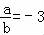 a/b = -3